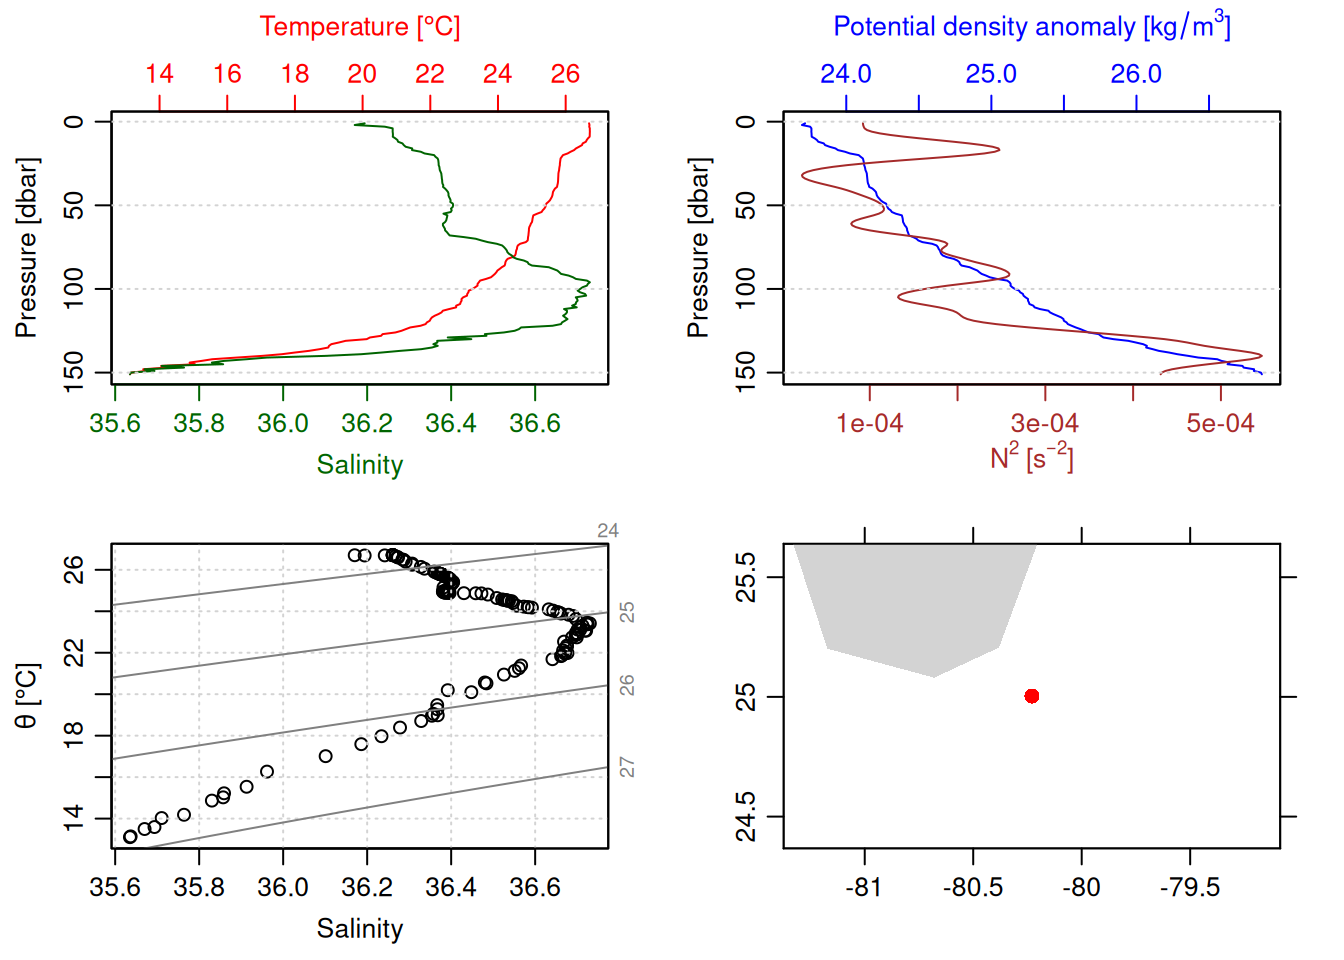 Temperature [°C]
14 16 18 20 22 24 26
0
50
100
150
Pressure [dbar]
35.6 35.8 36.0 36.2 36.4 36.6
Salinity
Potential density anomaly [kg/m³]
24.0 25.0 26.0
0
50
100
150
Pressure [dbar]
1e-04 3e-04 5e-04
N² [s⁻²]
24
25
26
27
26
22
18
14
θ [°C]
35.6 35.8 36.0 36.2 36.4 36.6
Salinity
25.5
25
24.5
-81 -80.5 -80 -79.5